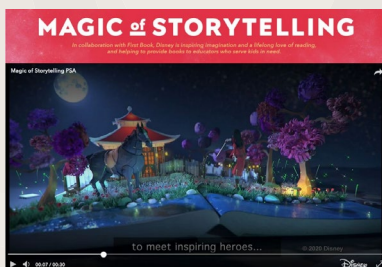 MAGIC of STORYTELLING
In collaboration with First Book, Disney is inspiring imagination and a lifelong love of reading,
and helping to provide books to educators who serve kids in need.
Magic of Storytelling PSA
to meet inspiring heroes...
© 2020 Disney
00:07 / 00:30
Disney